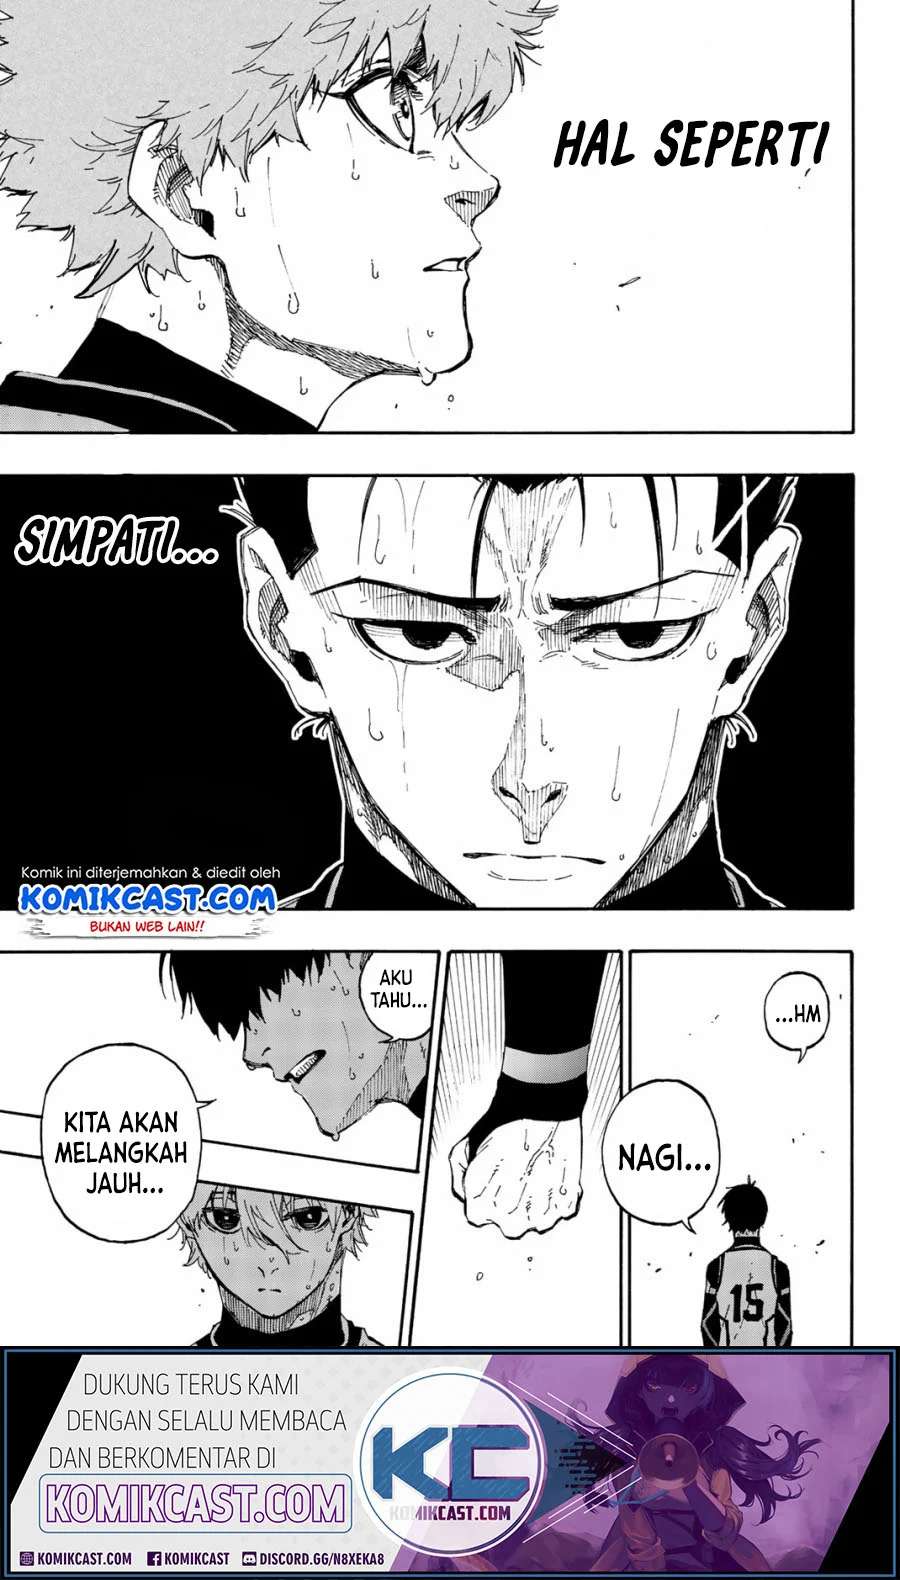 HAL SEPERTI
SIMPATI...
Komik ini diterjemahkan & diedit oleh
KOMIKCAST.COM
BUKAN WEB LAIN!!
...HM
NAGI...
15
AKU
TAHU...
KITA AKAN
MELANGKAH
JAUH...
DUKUNG TERUS KAMI
DENGAN SELALU MEMBACA
DAN BERKOMENTAR DI
KOMIKCAST.COM
KC
KOMIKCAST.COM
KOMIKCAST.COM
KOMIKCAST
DISCORD.GG/N8XEKA8